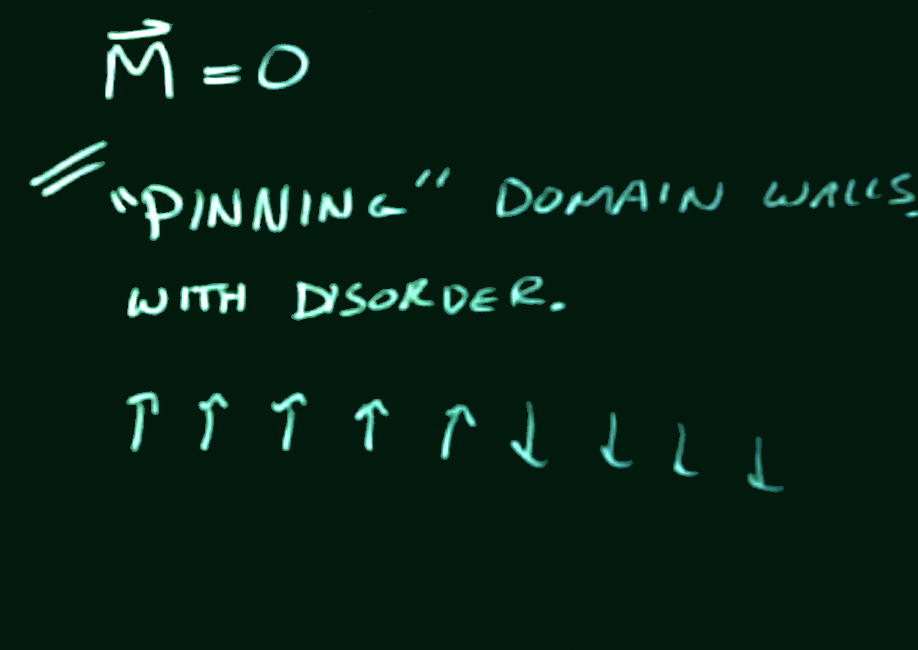 M⃗ = 0
"PINNING" DOMAIN WALLS
WITH DISORDER.
↑ ↑ ↑ ↑ ↑ ↓ ↓ ↓ ↓